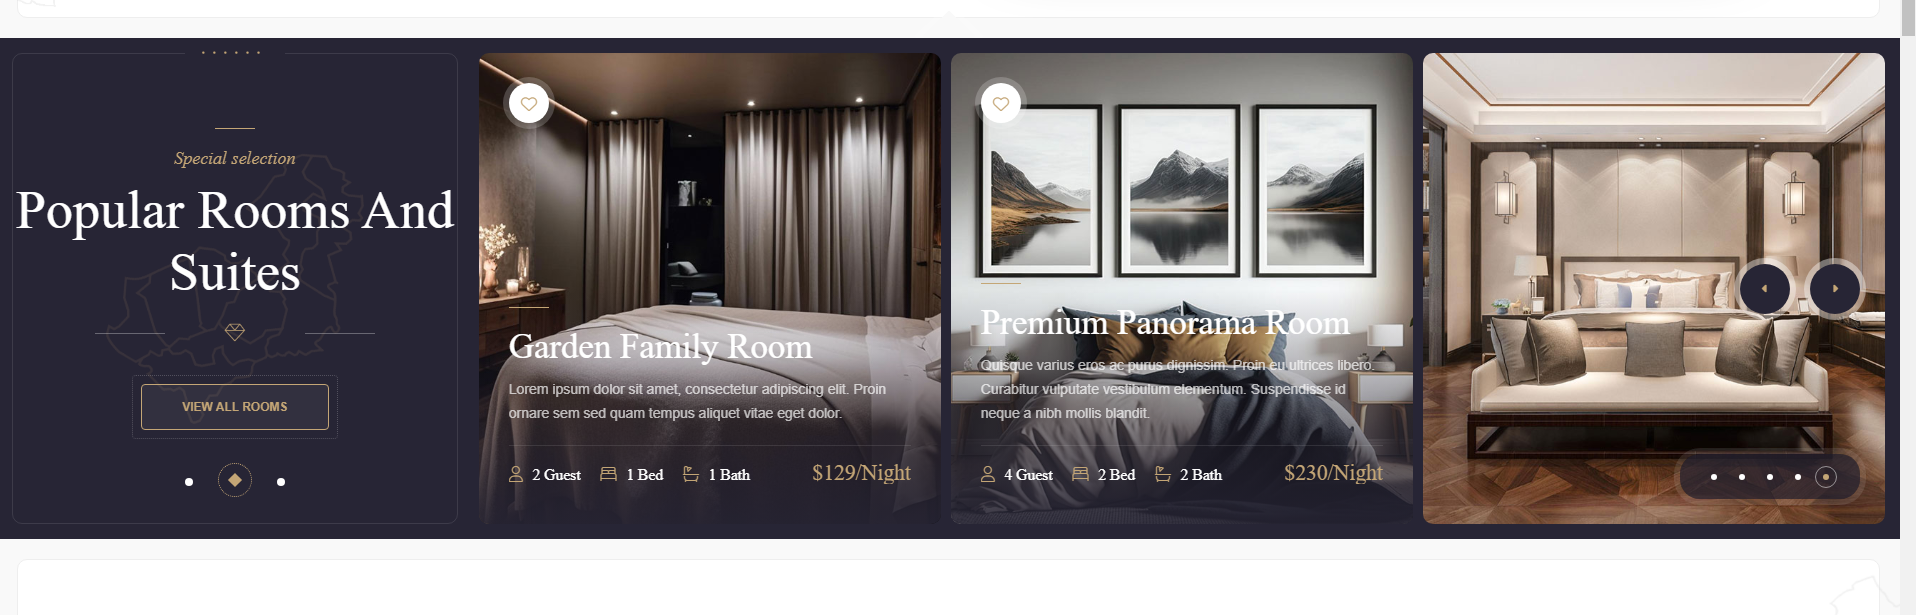 Special selection
Popular Rooms And
Suites
VIEW ALL ROOMS
Garden Family Room
Lorem ipsum dolor sit amet, consectetur adipiscing elit. Proin
ornare sem sed quam tempus aliquet vitae eget dolor.
2 Guest 1 Bed 1 Bath $129/Night
Premium Panorama Room
Quisque varius eros ac purus dignissim. Proin eu ultrices libero.
Curabitur vulputate vestibulum elementum. Suspendisse id
neque a nibh mollis blandit.
4 Guest 2 Bed 2 Bath $230/Night